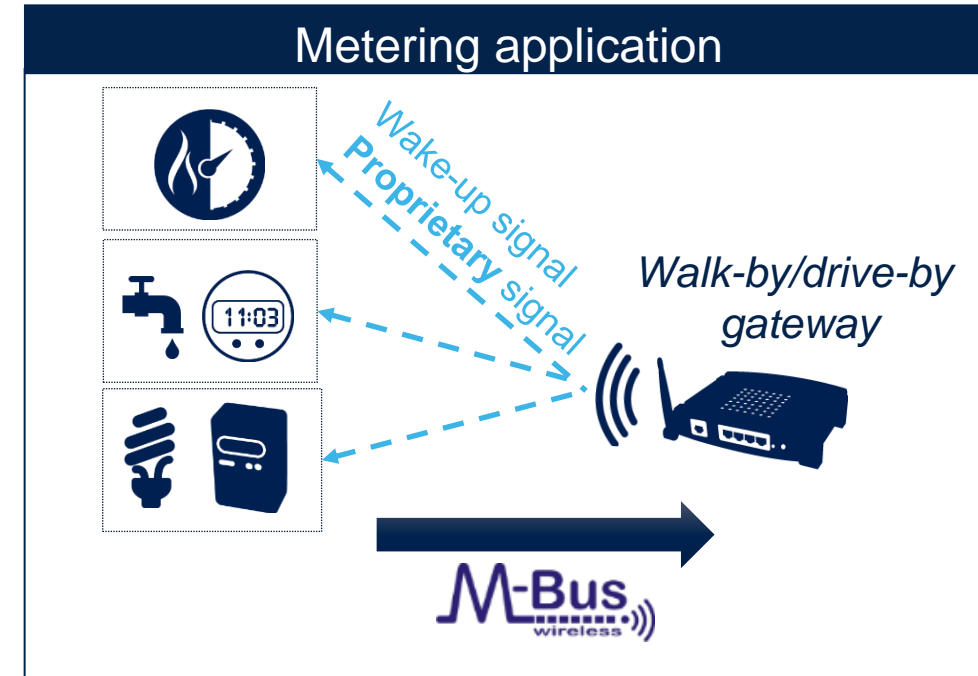 Metering application
Wake-up signal
Proprietary signal
Walk-by/drive-by
gateway
11:03
M-Bus
wireless